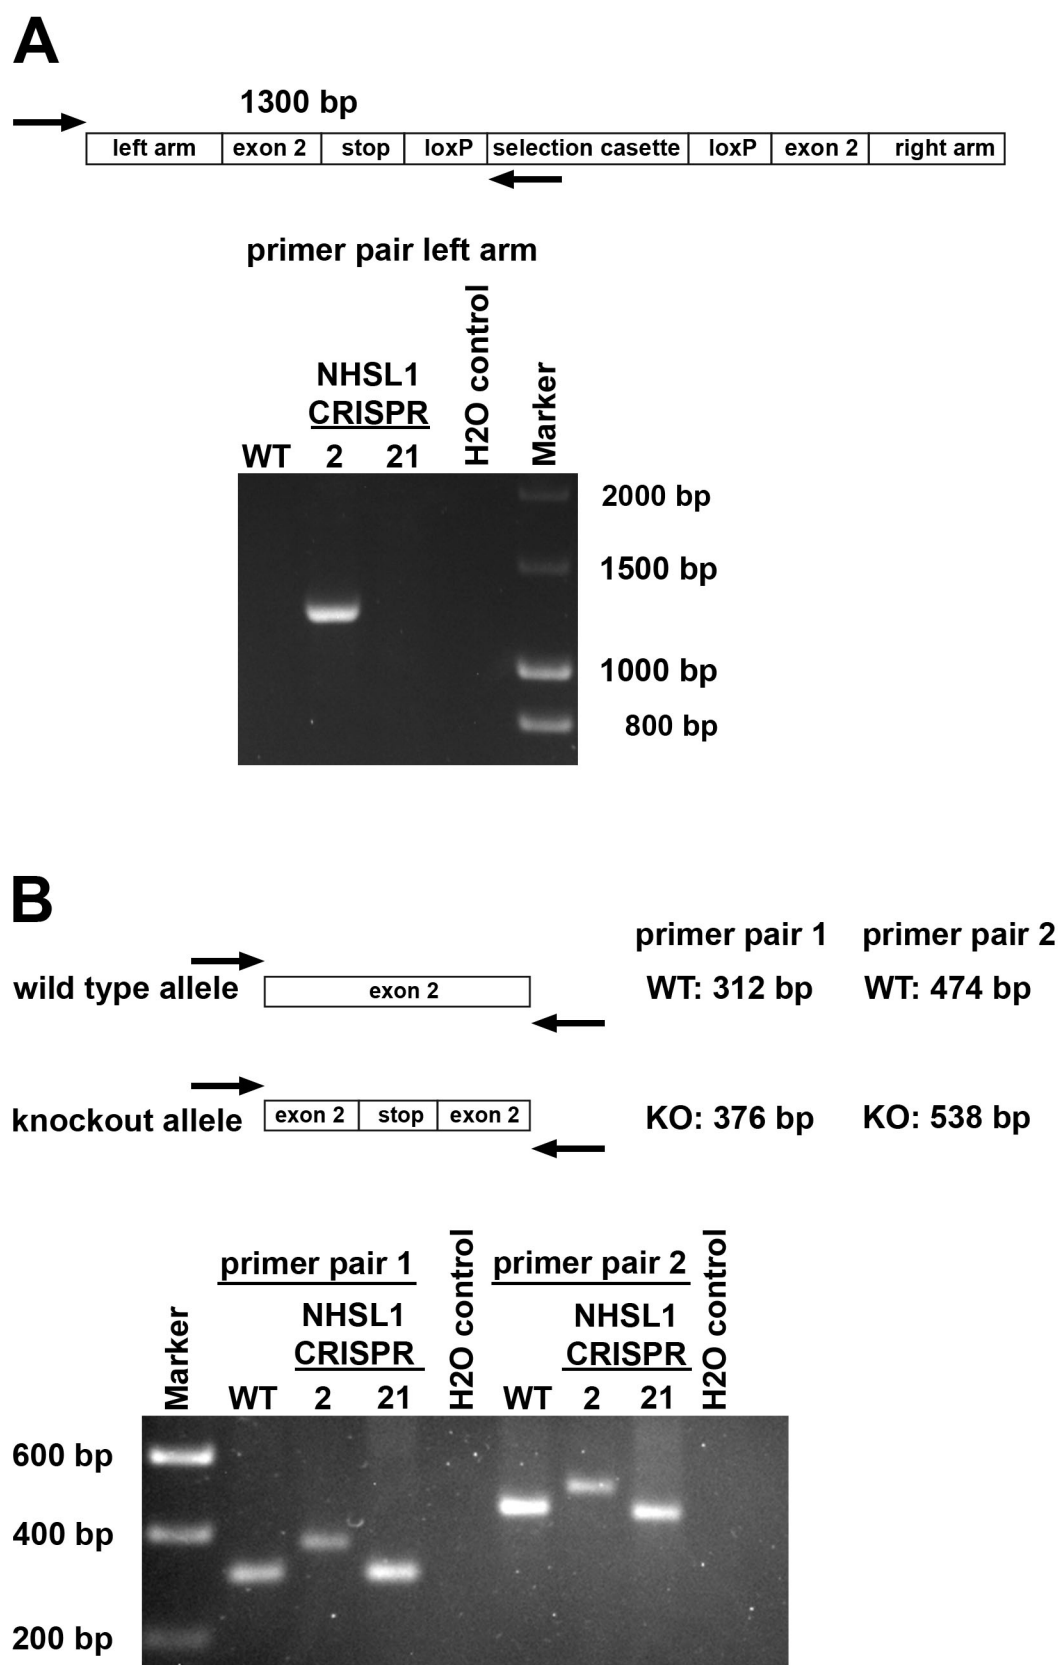 A
1300 bp
left arm exon 2 stop loxP selection casette loxP exon 2 right arm
primer pair left arm
NHSL1
CRISPR
WT 2 21 H2O control Marker
2000 bp
1500 bp
1000 bp
800 bp
B
primer pair 1 primer pair 2
wild type allele exon 2 WT: 312 bp WT: 474 bp
knockout allele exon 2 stop exon 2 KO: 376 bp KO: 538 bp
primer pair 1 primer pair 2
NHSL1 NHSL1
CRISPR CRISPR
Marker WT 2 21 H2O control WT 2 21 H2O control
600 bp
400 bp
200 bp